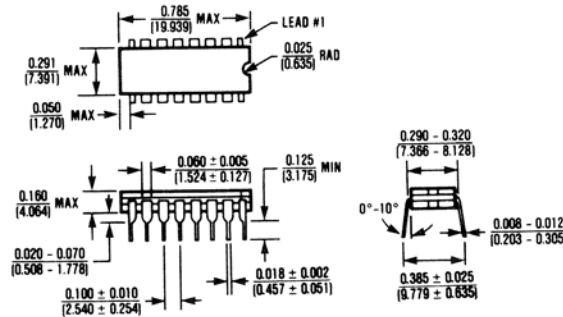 0.785
(19.939)
MAX
LEAD #1
0.291
(7.391)
MAX
0.025
(0.635)
RAD
0.050
(1.270)
MAX
0.060 ± 0.005
(1.524 ± 0.127)
0.125
(3.175)
MIN
0.290 - 0.320
(7.366 - 8.128)
0.160
(4.064)
MAX
0°-10°
0.008 - 0.012
(0.203 - 0.305)
0.020 - 0.070
(0.508 - 1.778)
0.018 ± 0.002
(0.457 ± 0.051)
0.100 ± 0.010
(2.540 ± 0.254)
0.385 ± 0.025
(9.779 ± 0.635)